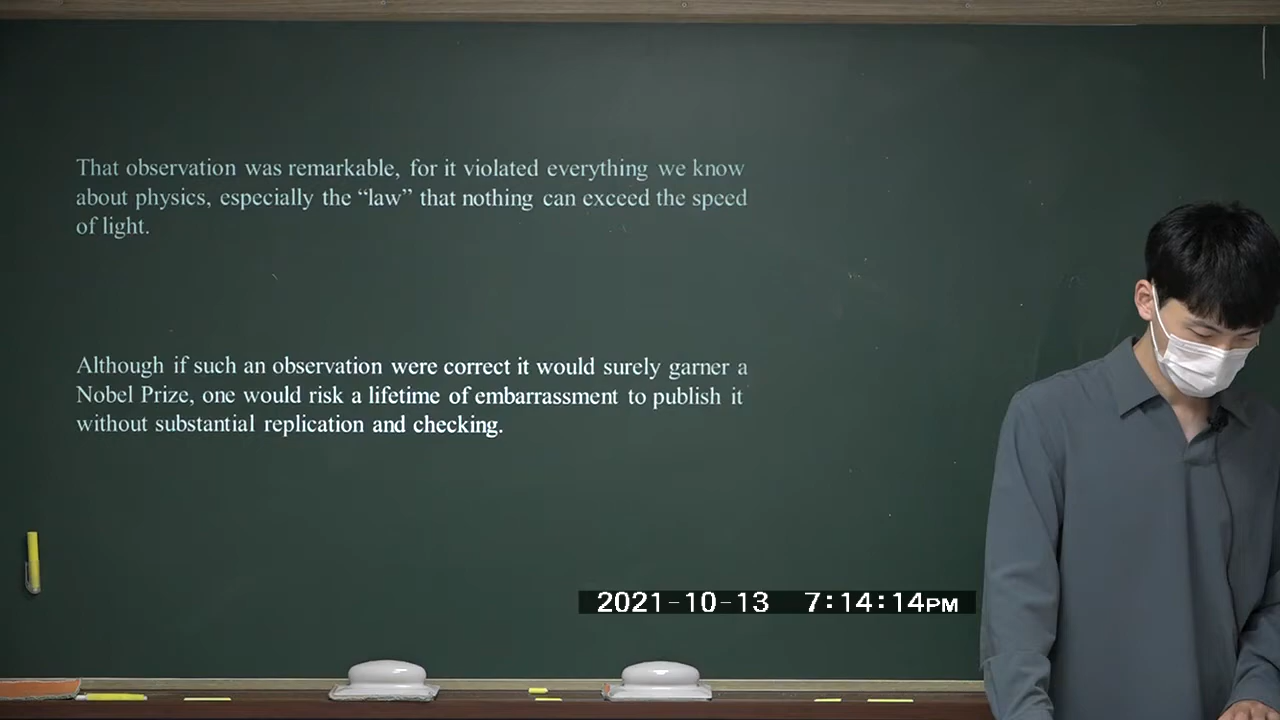 That observation was remarkable, for it violated everything we know
about physics, especially the “law” that nothing can exceed the speed
of light.
Although if such an observation were correct it would surely garner a
Nobel Prize, one would risk a lifetime of embarrassment to publish it
without substantial replication and checking.
2021-10-13 7:14:14PM